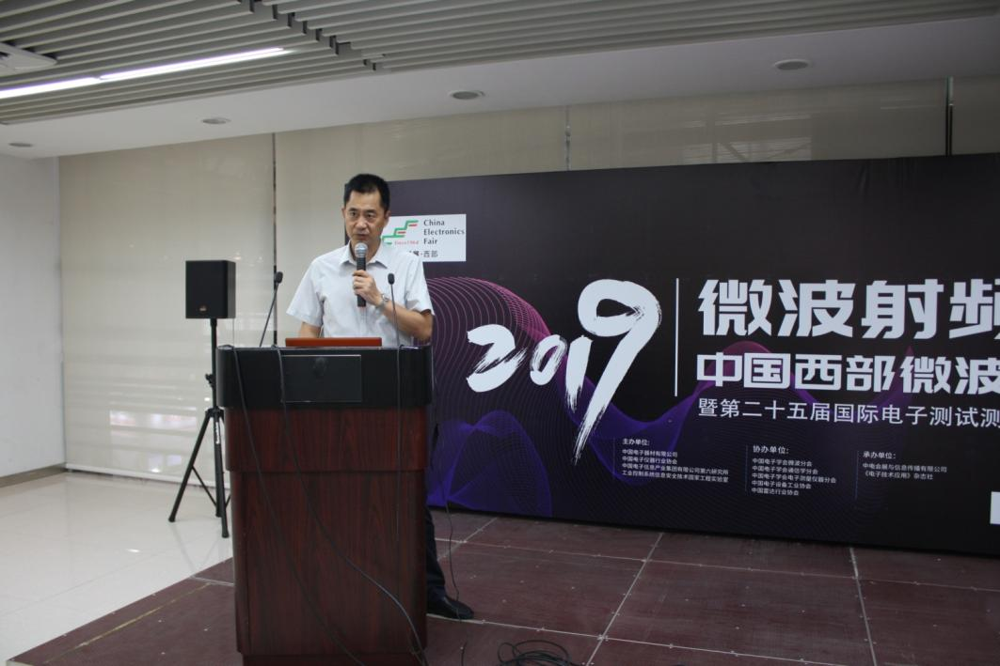 China
Electronics
Fair
Since1964
展·西部
2019
微波射频
中国西部微波
暨第二十五届国际电子测试测
主办单位:
中国电子器材有限公司
中国电子仪器行业协会
中国电子信息产业集团有限公司第六研究所
工业控制系统信息安全技术国家工程实验室
协办单位:
中国电子学会微波分会
中国电子学会通信学分会
中国电子学会电子测量仪器分会
中国电子设备工业协会
中国雷达行业协会
承办单位:
中电会展与信息传播有限公司
《电子技术应用》杂志社